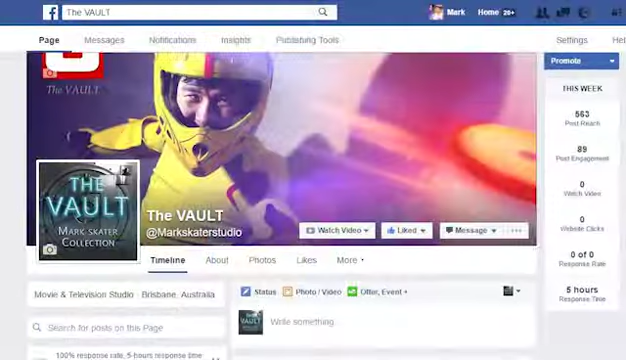 The VAULT
Mark Home 20+
Page Messages Notifications Insights Publishing Tools Settings
Promote
The VAULT
THIS WEEK
563
Post Reach
89
Post Engagement
0
Watch Video
0
Website Clicks
0 of 0
Response Rate
5 hours
Response Time
THE
VAULT
MARK SKATER
COLLECTION
The VAULT
@Markskaterstudio
Watch Video Liked Message
Timeline About Photos Likes More
Movie & Television Studio · Brisbane, Australia
Status Photo / Video Offer, Event +
Search for posts on this Page
THE
VAULT
Write something...
100% response rate, 5-hours response time